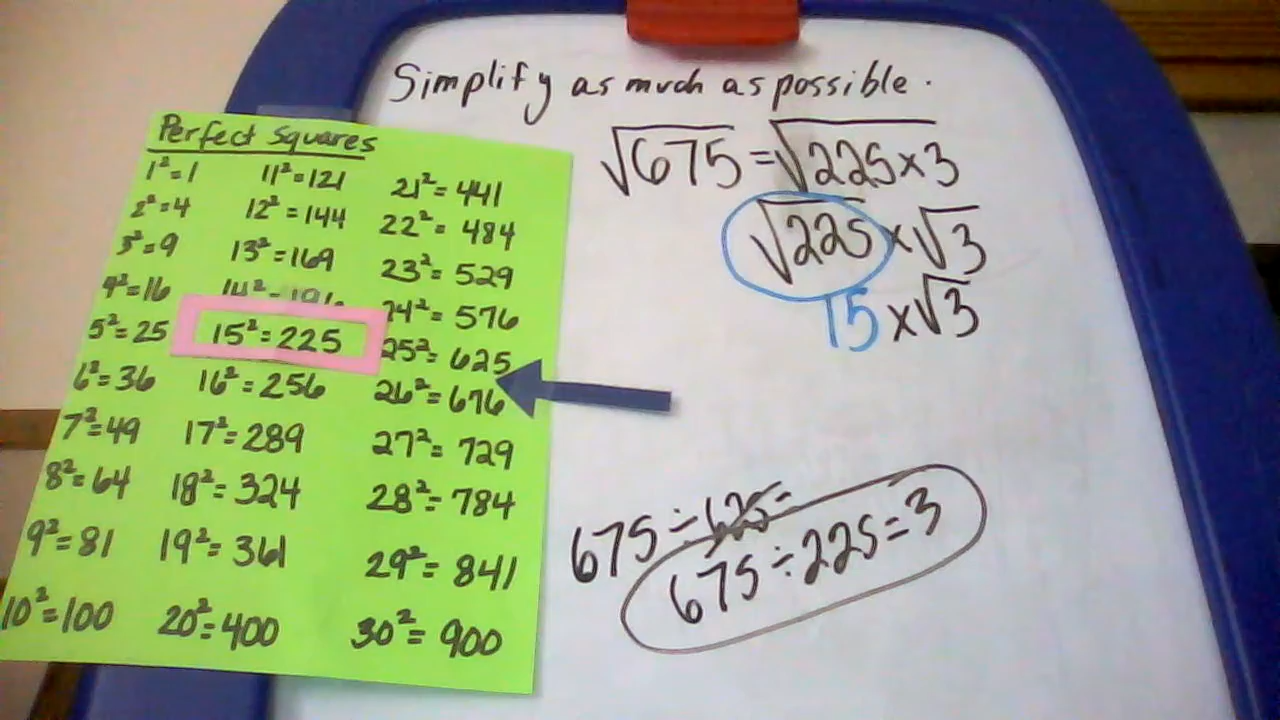 Simplify as much as possible.
√675 = √225 × 3
√225 × √3
15 × √3
Perfect Squares
1² = 1
2² = 4
3² = 9
4² = 16
5² = 25
6² = 36
7² = 49
8² = 64
9² = 81
10² = 100
11² = 121
12² = 144
13² = 169
14² = 196
15² = 225
16² = 256
17² = 289
18² = 324
19² = 361
20² = 400
21² = 441
22² = 484
23² = 529
24² = 576
25² = 625
26² = 676
27² = 729
28² = 784
29² = 841
30² = 900
675 ÷ 625 =
675 ÷ 225 = 3